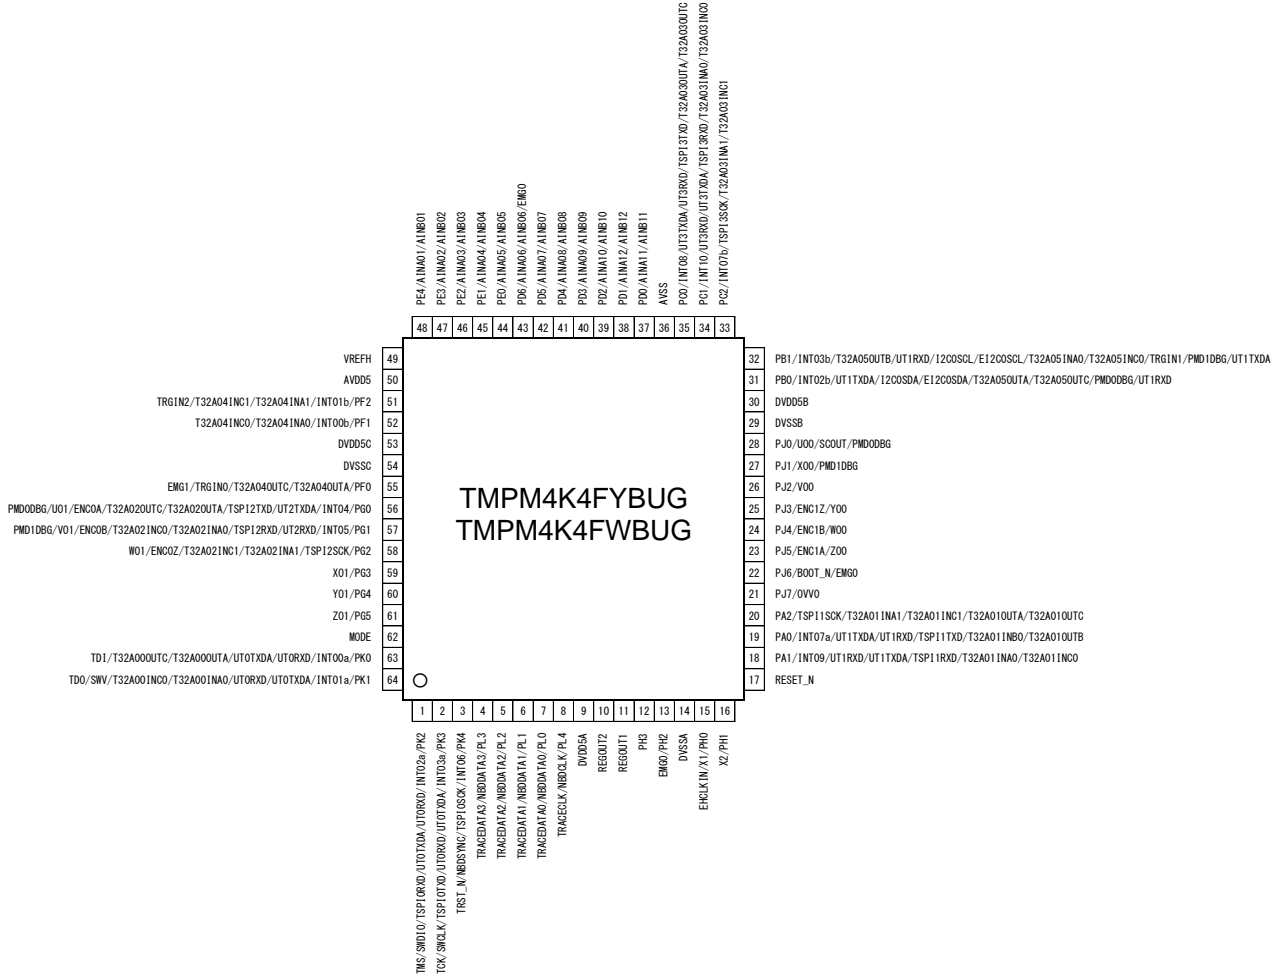 PE4/AINA01/AINB01
PE3/AINA02/AINB02
PE2/AINA03/AINB03
PE1/AINA04/AINB04
PE0/AINA05/AINB05
PD6/AINA06/AINB06/EMG0
PD5/AINA07/AINB07
PD4/AINA08/AINB08
PD3/AINA09/AINB09
PD2/AINA10/AINB10
PD1/AINA12/AINB12
PD0/AINA11/AINB11
AVSS
PC0/INT08/UT3TXDA/UT3RXD/TSPI3TXD/T32A03OUTA/T32A03OUTC
PC1/INT10/UT3RXD/UT3TXDA/TSPI3RXD/T32A03INA0/T32A03INC0
PC2/INT07b/TSPI3SCK/T32A03INA1/T32A03INC1
48 47 46 45 44 43 42 41 40 39 38 37 36 35 34 33
VREFH 49
AVDD5 50
TRGIN2/T32A04INC1/T32A04INA1/INT01b/PF2 51
T32A04INC0/T32A04INA0/INT00b/PF1 52
DVDD5C 53
DVSSC 54
EMG1/TRGIN0/T32A04OUTC/T32A04OUTA/PF0 55
PMD0DBG/UO1/ENC0A/T32A02OUTC/T32A02OUTA/TSPI2TXD/UT2TXDA/INT04/PG0 56
PMD1DBG/VO1/ENC0B/T32A02INC0/T32A02INA0/TSPI2RXD/UT2RXD/INT05/PG1 57
WO1/ENC0Z/T32A02INC1/T32A02INA1/TSPI2SCK/PG2 58
XO1/PG3 59
YO1/PG4 60
ZO1/PG5 61
MODE 62
TDI/T32A00OUTC/T32A00OUTA/UT0TXDA/UT0RXD/INT00a/PK0 63
TDO/SWV/T32A00INC0/T32A00INA0/UT0RXD/UT0TXDA/INT01a/PK1 64
TMPM4K4FYBUG
TMPM4K4FWBUG
32 PB1/INT03b/T32A05OUTB/UT1RXD/I2C0SCL/EI2C0SCL/T32A05INA0/T32A05INC0/TRGIN1/PMD1DBG/UT1TXDA
31 PB0/INT02b/UT1TXDA/I2C0SDA/EI2C0SDA/T32A05OUTA/T32A05OUTC/PMD0DBG/UT1RXD
30 DVDD5B
29 DVSSB
28 PJ0/UO0/SCOUT/PMD0DBG
27 PJ1/XO0/PMD1DBG
26 PJ2/VO0
25 PJ3/ENC1Z/YO0
24 PJ4/ENC1B/WO0
23 PJ5/ENC1A/ZO0
22 PJ6/BOOT_N/EMG0
21 PJ7/OVV0
20 PA2/TSPI1SCK/T32A01INA1/T32A01INC1/T32A01OUTA/T32A01OUTC
19 PA0/INT07a/UT1TXDA/UT1RXD/TSPI1TXD/T32A01INB0/T32A01OUTB
18 PA1/INT09/UT1RXD/UT1TXDA/TSPI1RXD/T32A01INA0/T32A01INC0
17 RESET_N
1 2 3 4 5 6 7 8 9 10 11 12 13 14 15 16
TMS/SWDIO/TSPI0RXD/UT0TXDA/UT0RXD/INT02a/PK2
TCK/SWCLK/TSPI0TXD/UT0RXD/UT0TXDA/INT03a/PK3
TRST_N/NBDSYNC/TSPI0SCK/INT06/PK4
TRACEDATA3/NBDDATA3/PL3
TRACEDATA2/NBDDATA2/PL2
TRACEDATA1/NBDDATA1/PL1
TRACEDATA0/NBDDATA0/PL0
TRACECLK/NBDCLK/PL4
DVDD5A
REGOUT2
REGOUT1
PH3
EMG0/PH2
DVSSA
EHCLKIN/X1/PH0
X2/PH1